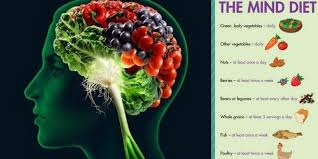 THE MIND DIET
Green, leafy vegetables – daily
Other vegetables – daily
Nuts – at least once a day
Berries – at least twice a week
Beans or legumes – at least every other day
Whole grains – at least 3 servings a day
Fish – at least once a week
Poultry – at least twice a week